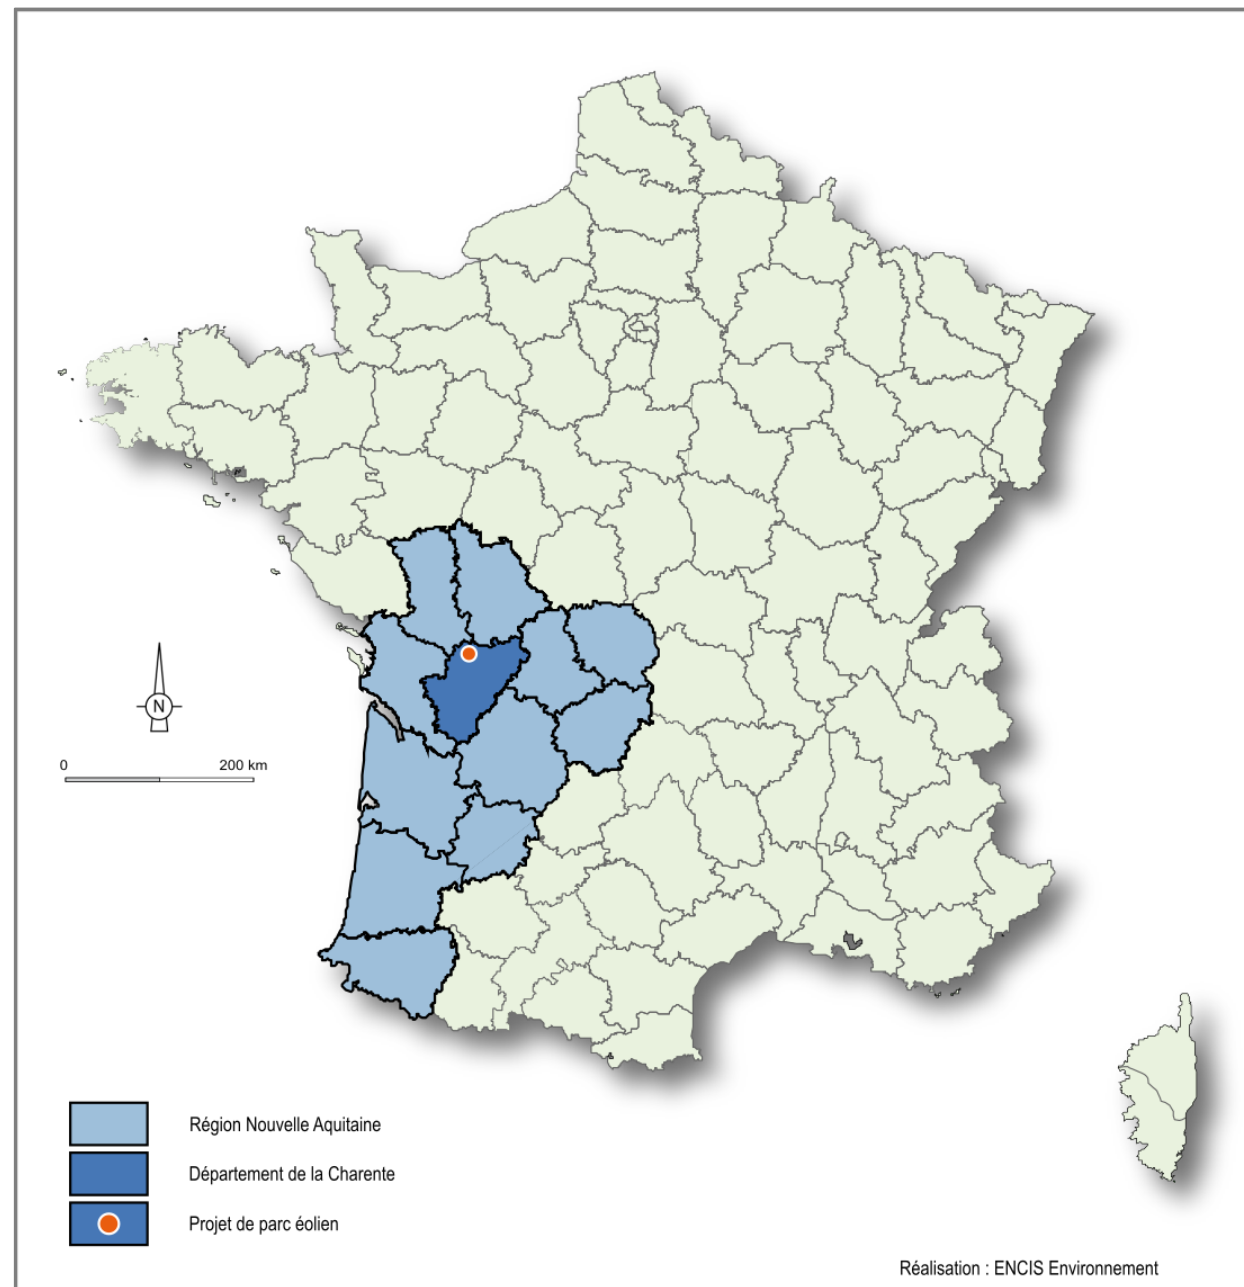 N
0 200 km
Région Nouvelle Aquitaine
Département de la Charente
Projet de parc éolien
Réalisation : ENCIS Environnement